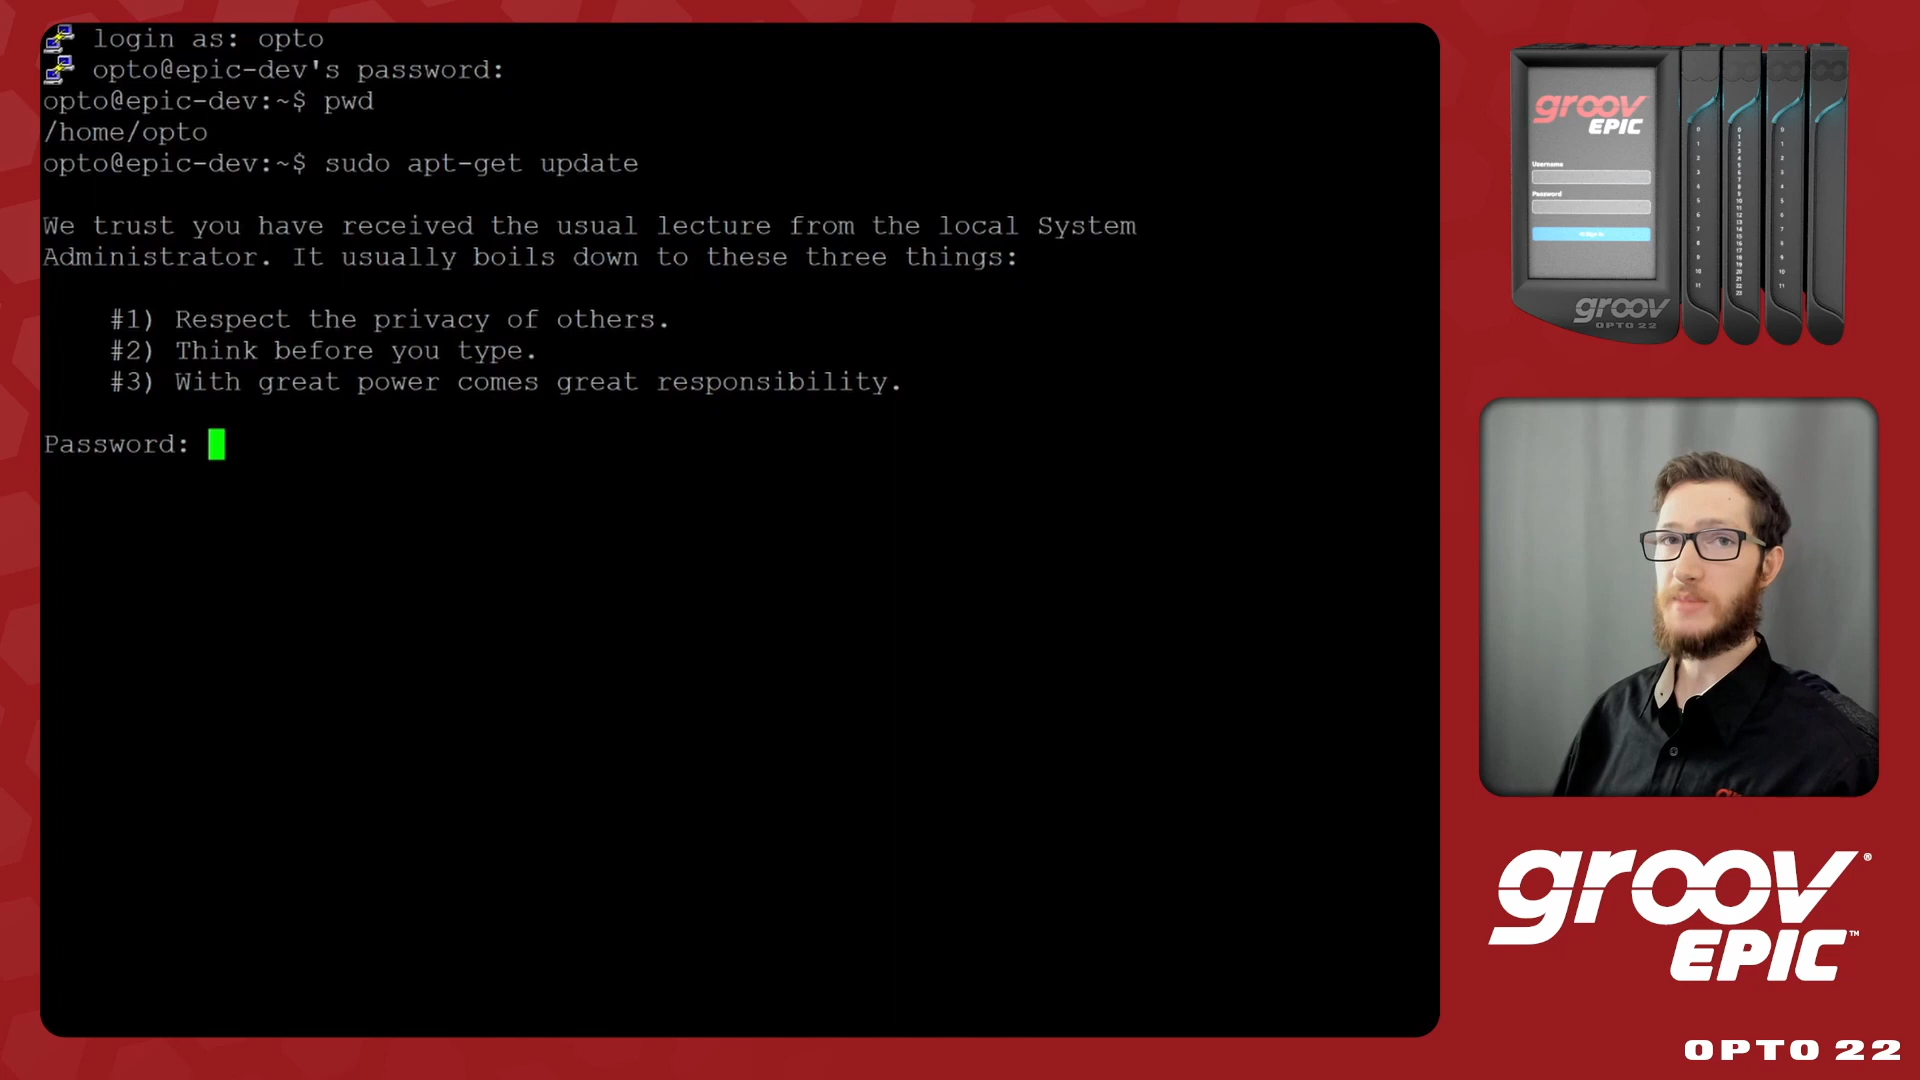 login as: opto
opto@epic-dev's password:
opto@epic-dev:~$ pwd
/home/opto
opto@epic-dev:~$ sudo apt-get update
We trust you have received the usual lecture from the local System
Administrator. It usually boils down to these three things:
#1) Respect the privacy of others.
#2) Think before you type.
#3) With great power comes great responsibility.
Password:
groov
EPIC
Username
Password
groov
OPTO 22
groov®
EPIC™
OPTO 22